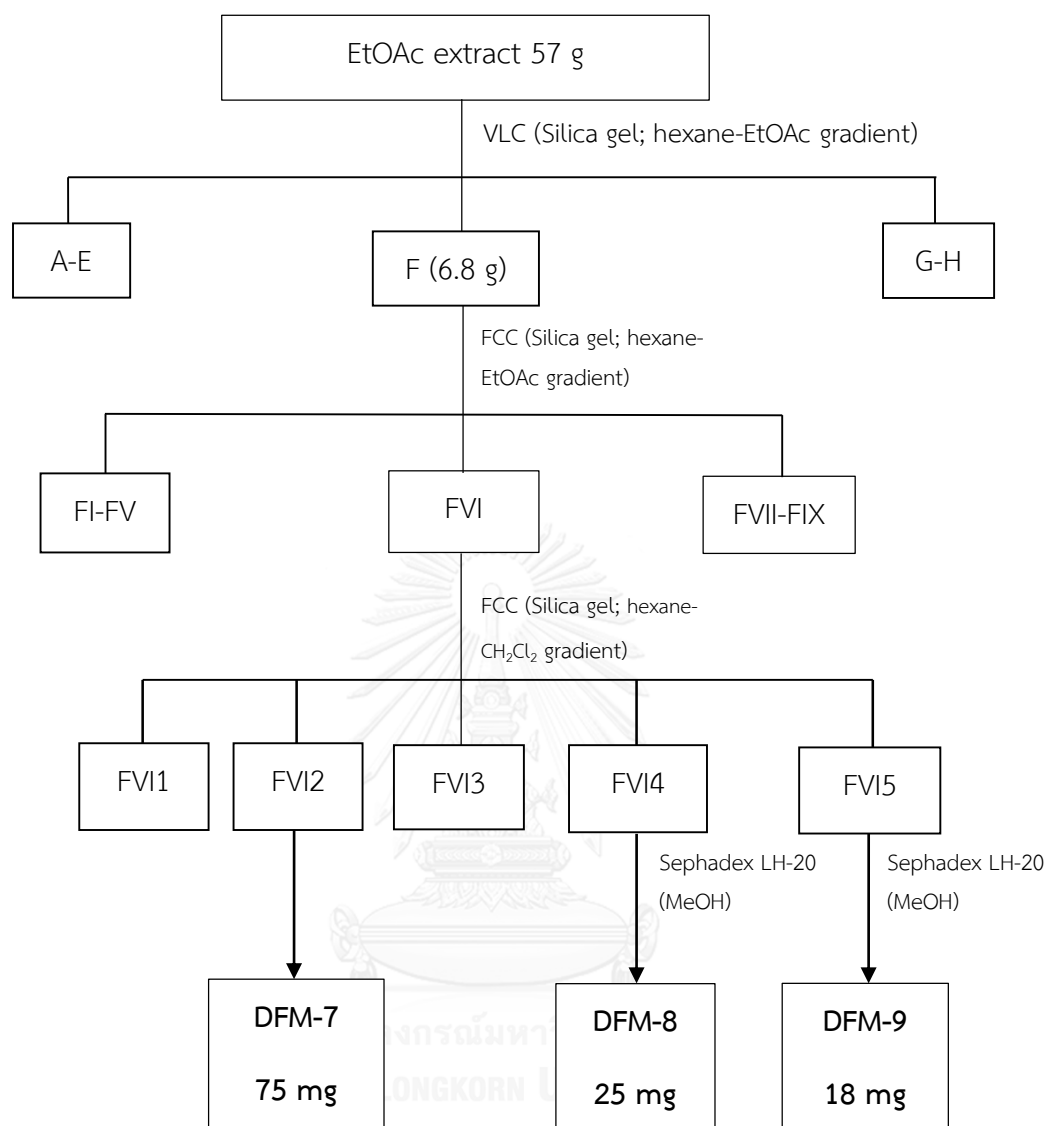 EtOAc extract 57 g
VLC (Silica gel; hexane-EtOAc gradient)
A-E
F (6.8 g)
G-H
FCC (Silica gel; hexane-
EtOAc gradient)
FI-FV
FVI
FVII-FIX
FCC (Silica gel; hexane-
CH₂Cl₂ gradient)
FVI1
FVI2
FVI3
FVI4
FVI5
Sephadex LH-20
(MeOH)
Sephadex LH-20
(MeOH)
DFM-7
75 mg
DFM-8
25 mg
DFM-9
18 mg